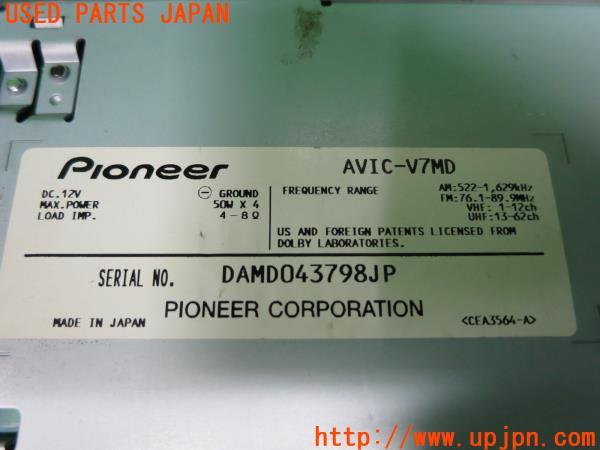 USED PARTS JAPAN
Pioneer AVIC-V7MD
DC.12V ⊖ GROUND
MAX.POWER 50W X 4
LOAD IMP. 4-8Ω
FREQUENCY RANGE AM:522-1,629kHz
FM:76.1-89.9MHz
VHF: 1-12ch
UHF:13-62ch
US AND FOREIGN PATENTS LICENSED FROM
DOLBY LABORATORIES.
SERIAL NO. DAMD043798JP
PIONEER CORPORATION
MADE IN JAPAN <CEA3564-A>
http://www.upjpn.com/